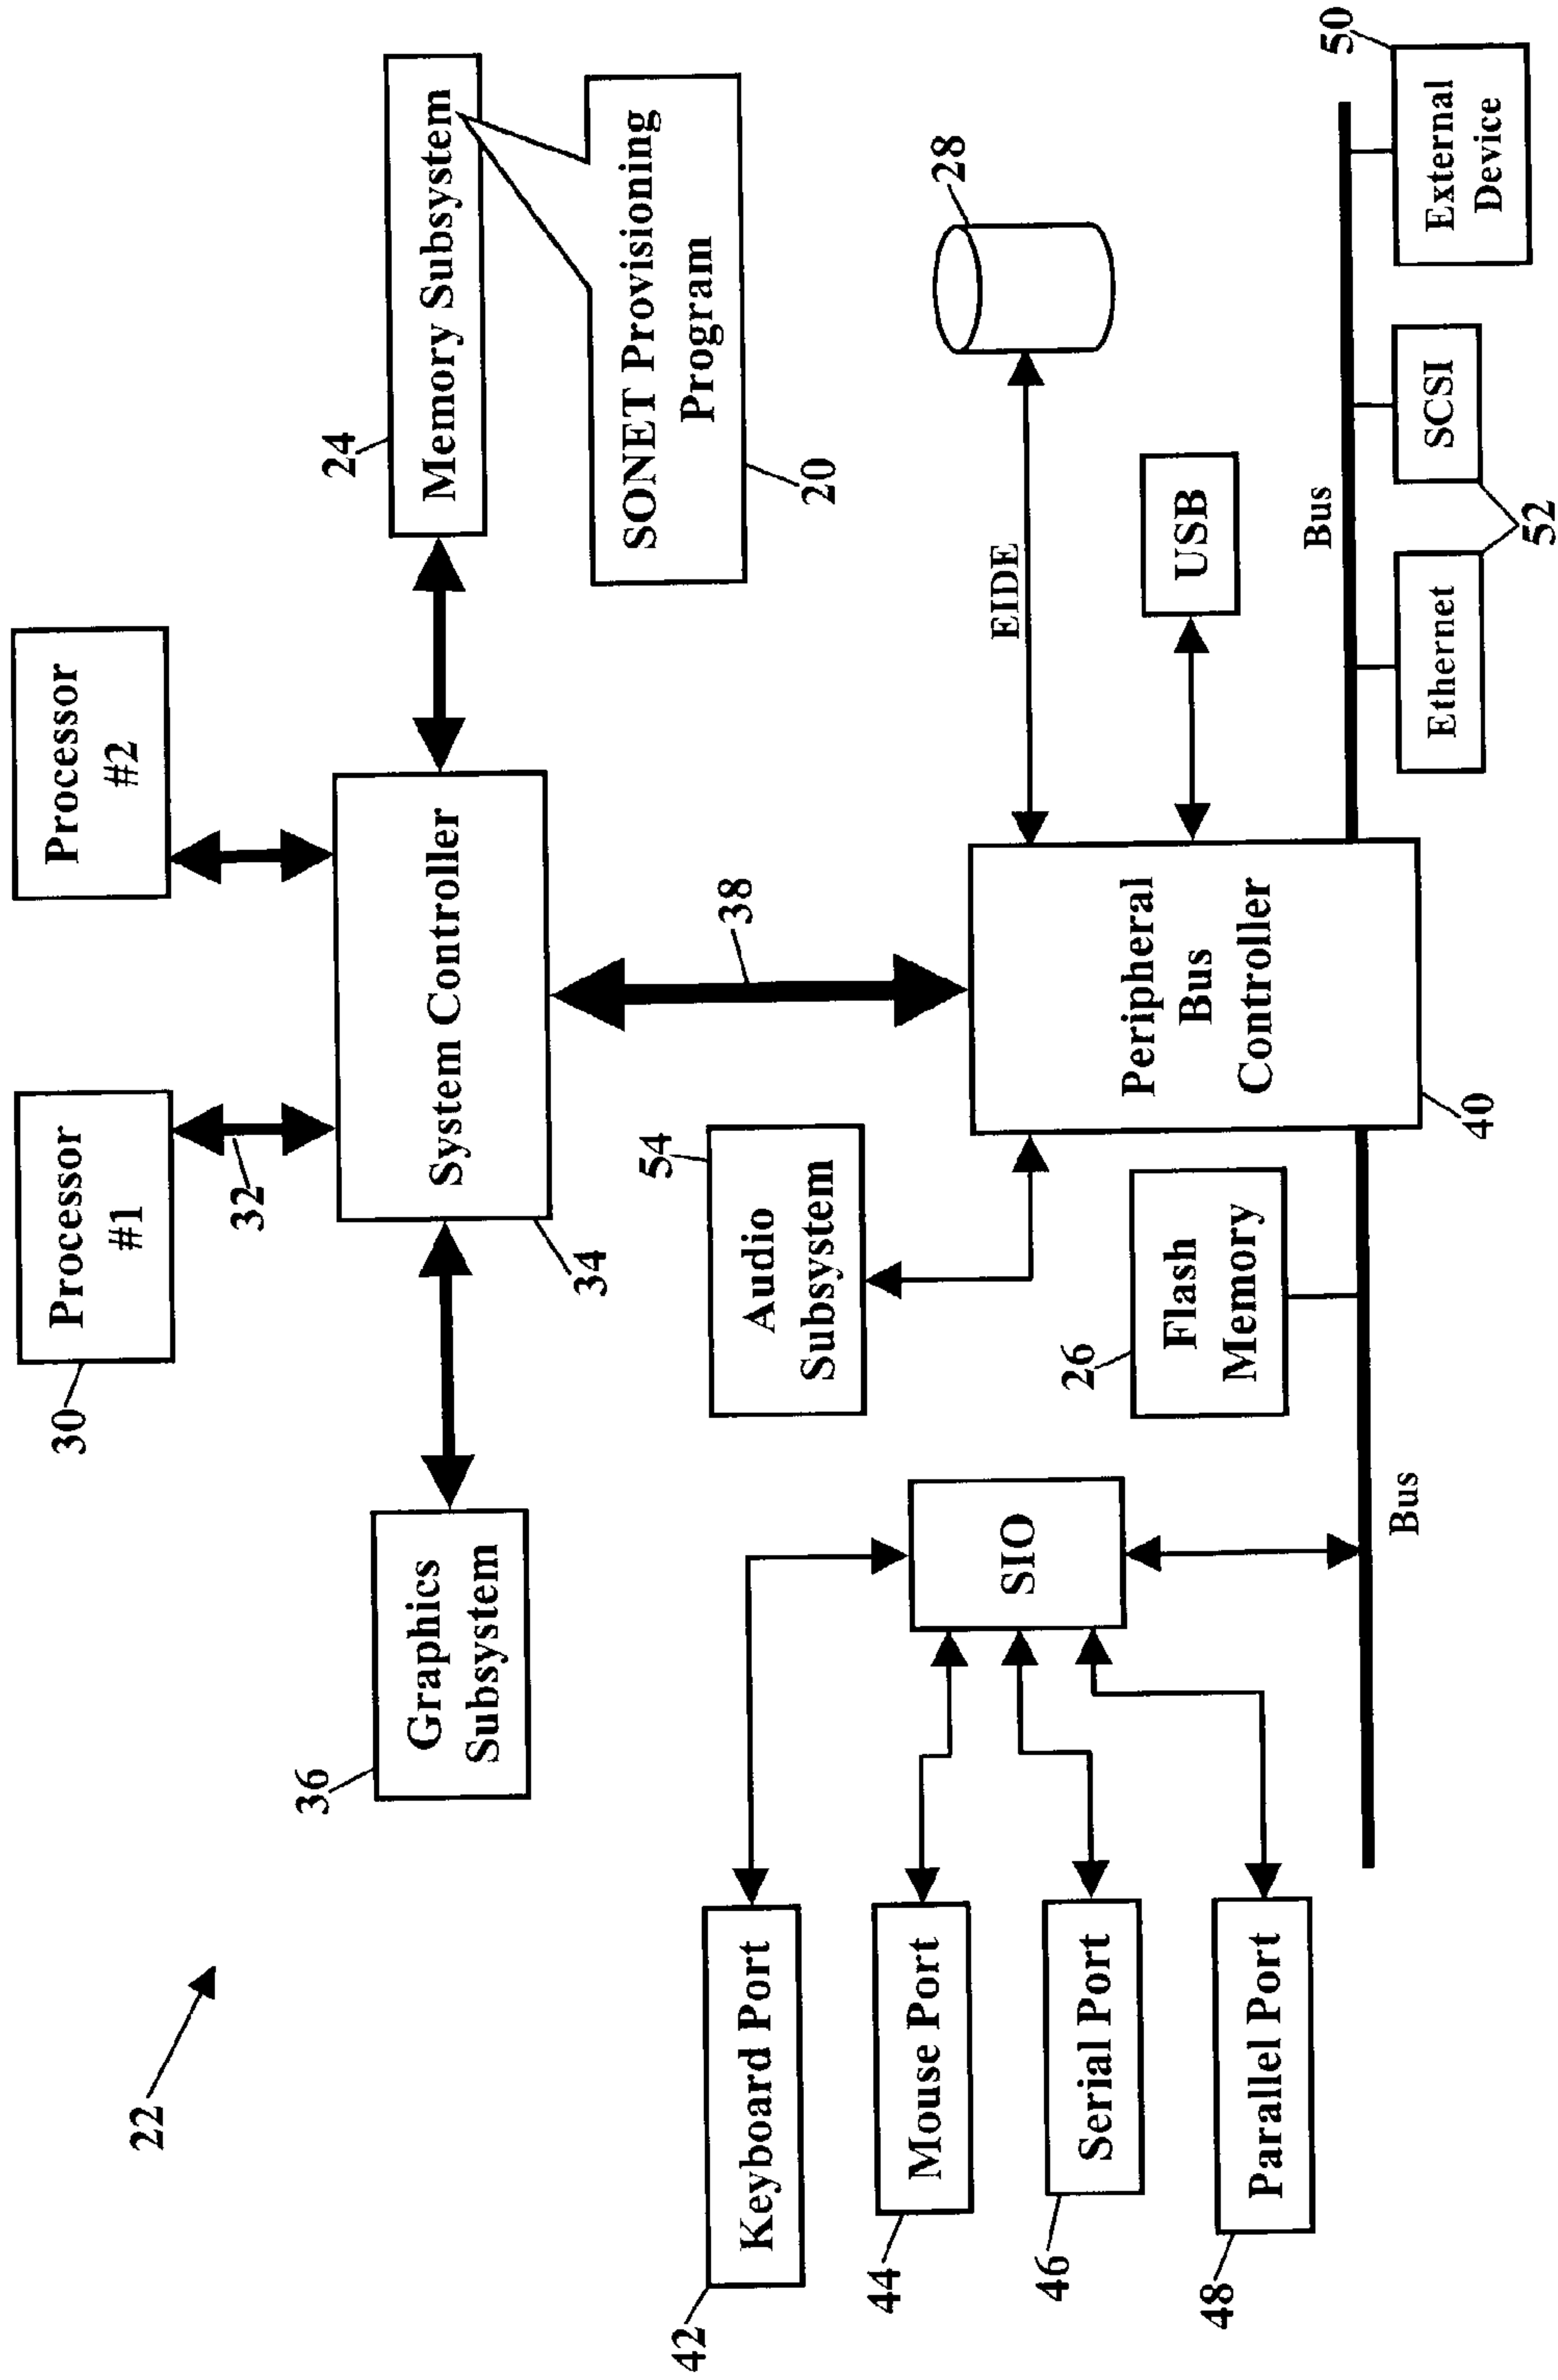 22
30
Processor
#1
32
Processor
#2
36
Graphics
Subsystem
System Controller
34
24
Memory Subsystem
SONET Provisioning
Program
20
38
42
Keyboard Port
44
Mouse Port
46
Serial Port
48
Parallel Port
SIO
54
Audio
Subsystem
26
Flash
Memory
Bus
Peripheral
Bus
Controller
40
EIDE
28
USB
Bus
Ethernet
SCSI
52
External
Device
50